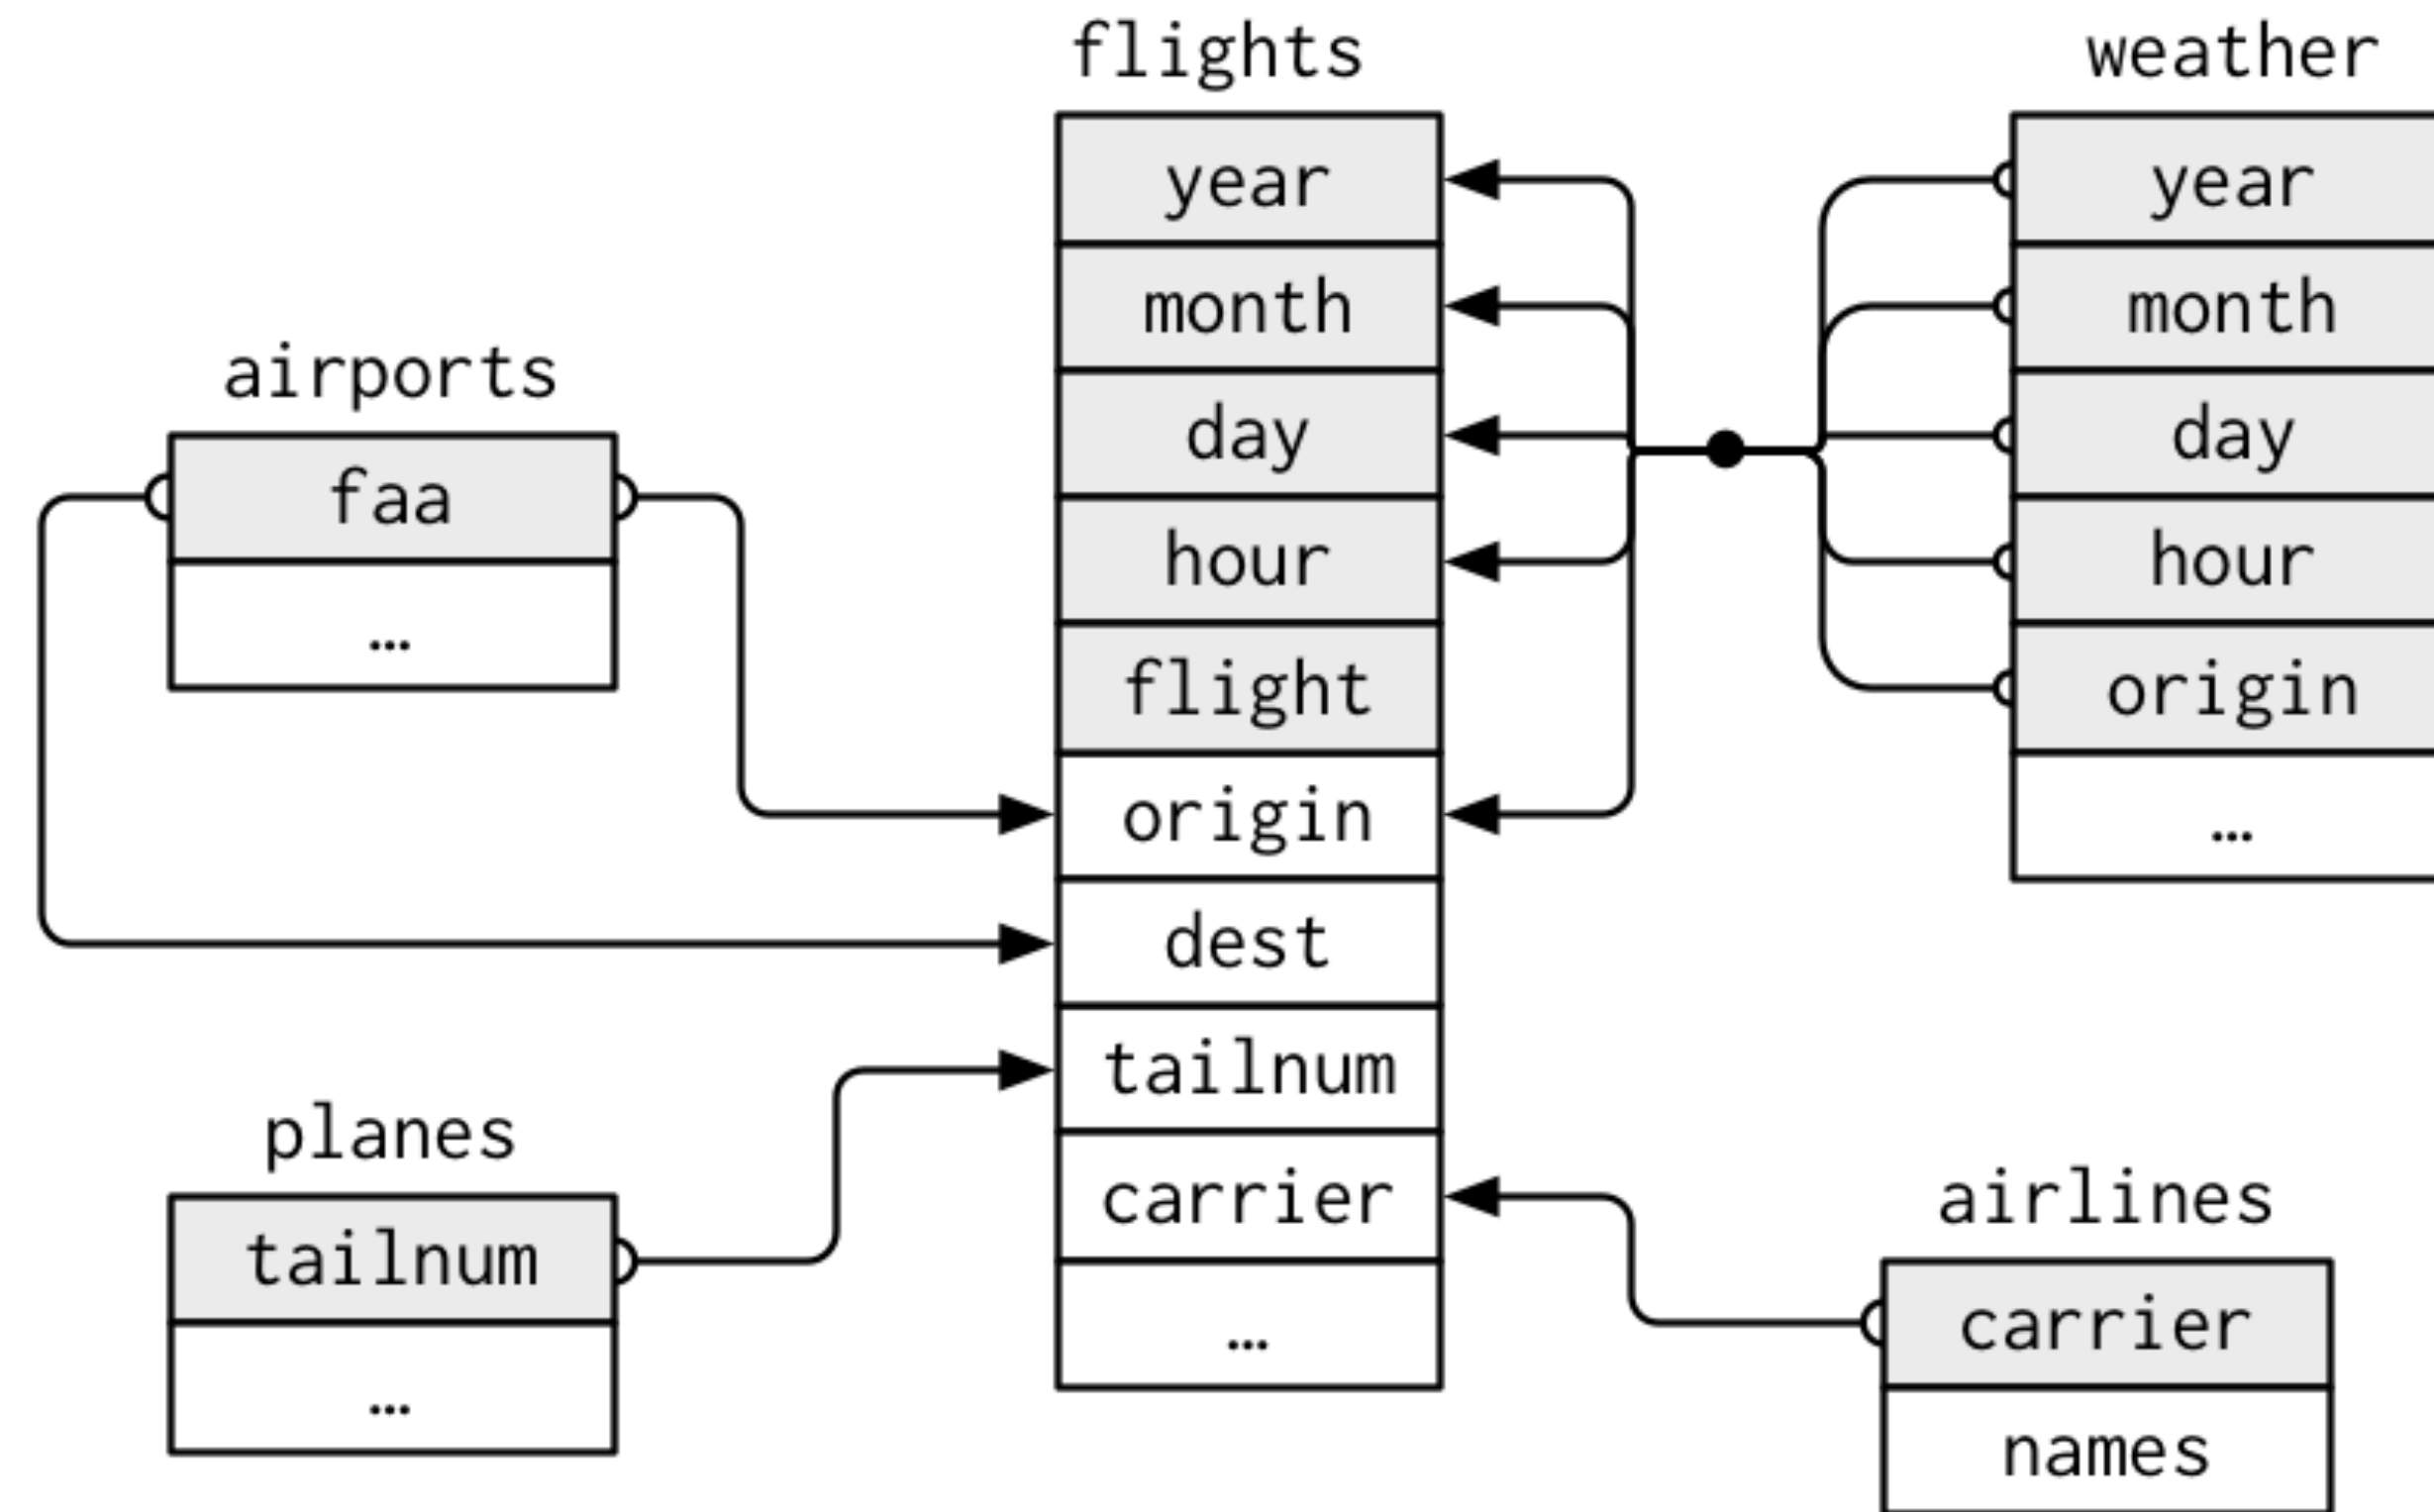 flights
year
month
day
hour
flight
origin
dest
tailnum
carrier
…
weather
year
month
day
hour
origin
…
airports
faa
…
planes
tailnum
…
airlines
carrier
names